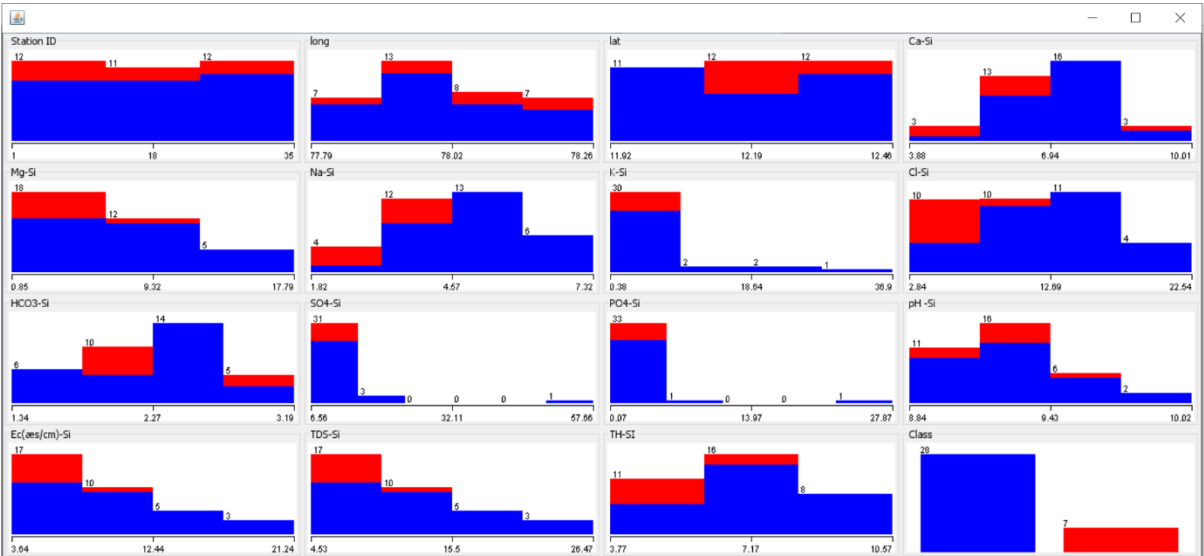 Station ID
12 11 12
1 18 35
long
7 13 8 7
77.79 78.02 78.26
lat
11 12 12
11.92 12.19 12.46
Ca-Si
3 13 16 3
3.88 6.94 10.01
Mg-Si
18 12 5
0.85 9.32 17.79
Na-Si
4 12 13 6
1.82 4.57 7.32
K-Si
30 2 2 1
0.38 18.64 36.9
Cl-Si
10 10 11 4
2.84 12.69 22.54
HCO3-Si
6 10 14 5
1.34 2.27 3.19
SO4-Si
31 3 0 0 0 1
6.56 32.11 57.66
PO4-Si
33 1 0 0 1
0.07 13.97 27.87
pH -Si
11 16 6 2
8.84 9.43 10.02
Ec(æs/cm)-Si
17 10 5 3
3.64 12.44 21.24
TDS-Si
17 10 5 3
4.53 15.5 26.47
TH-SI
11 16 8
3.77 7.17 10.57
Class
28 7